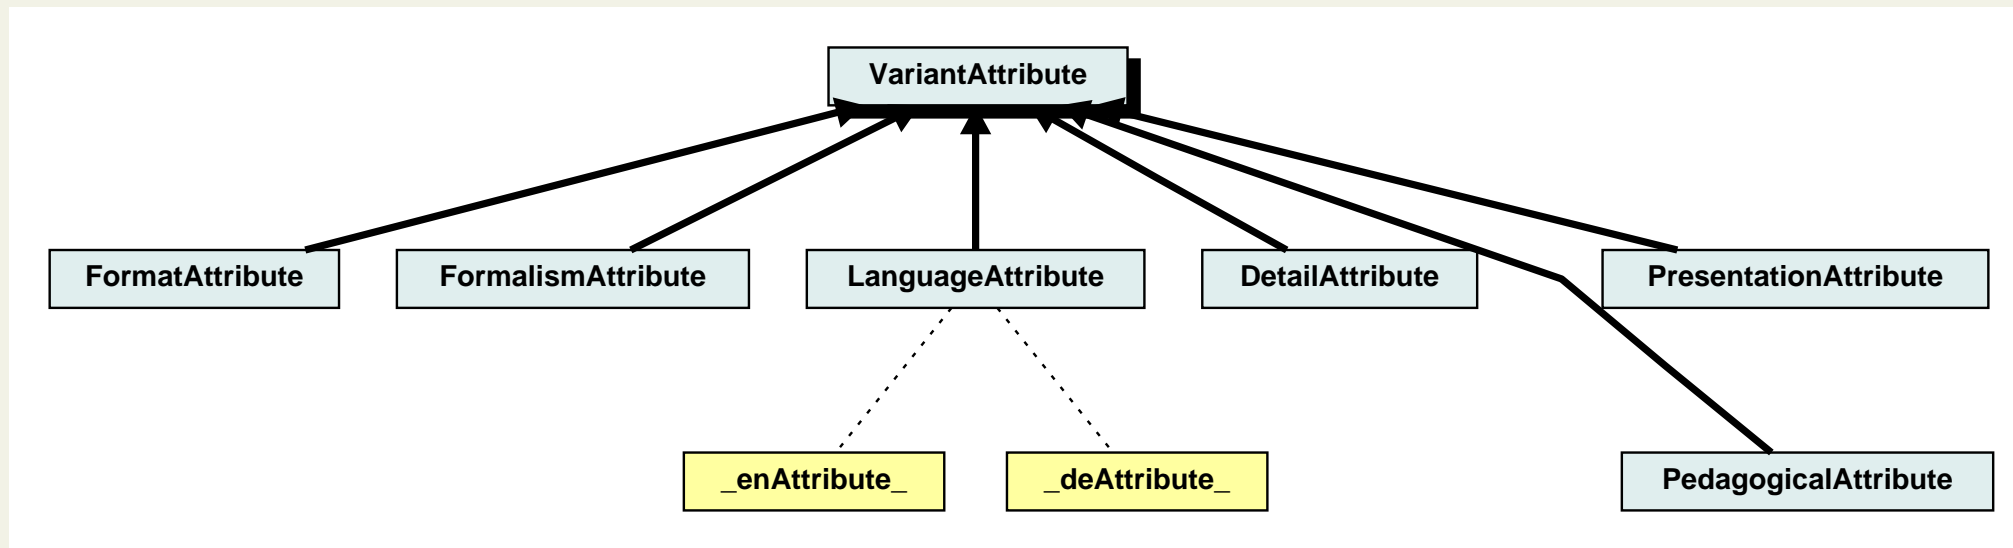 VariantAttribute
FormatAttribute
FormalismAttribute
LanguageAttribute
DetailAttribute
PresentationAttribute
_enAttribute_
_deAttribute_
PedagogicalAttribute